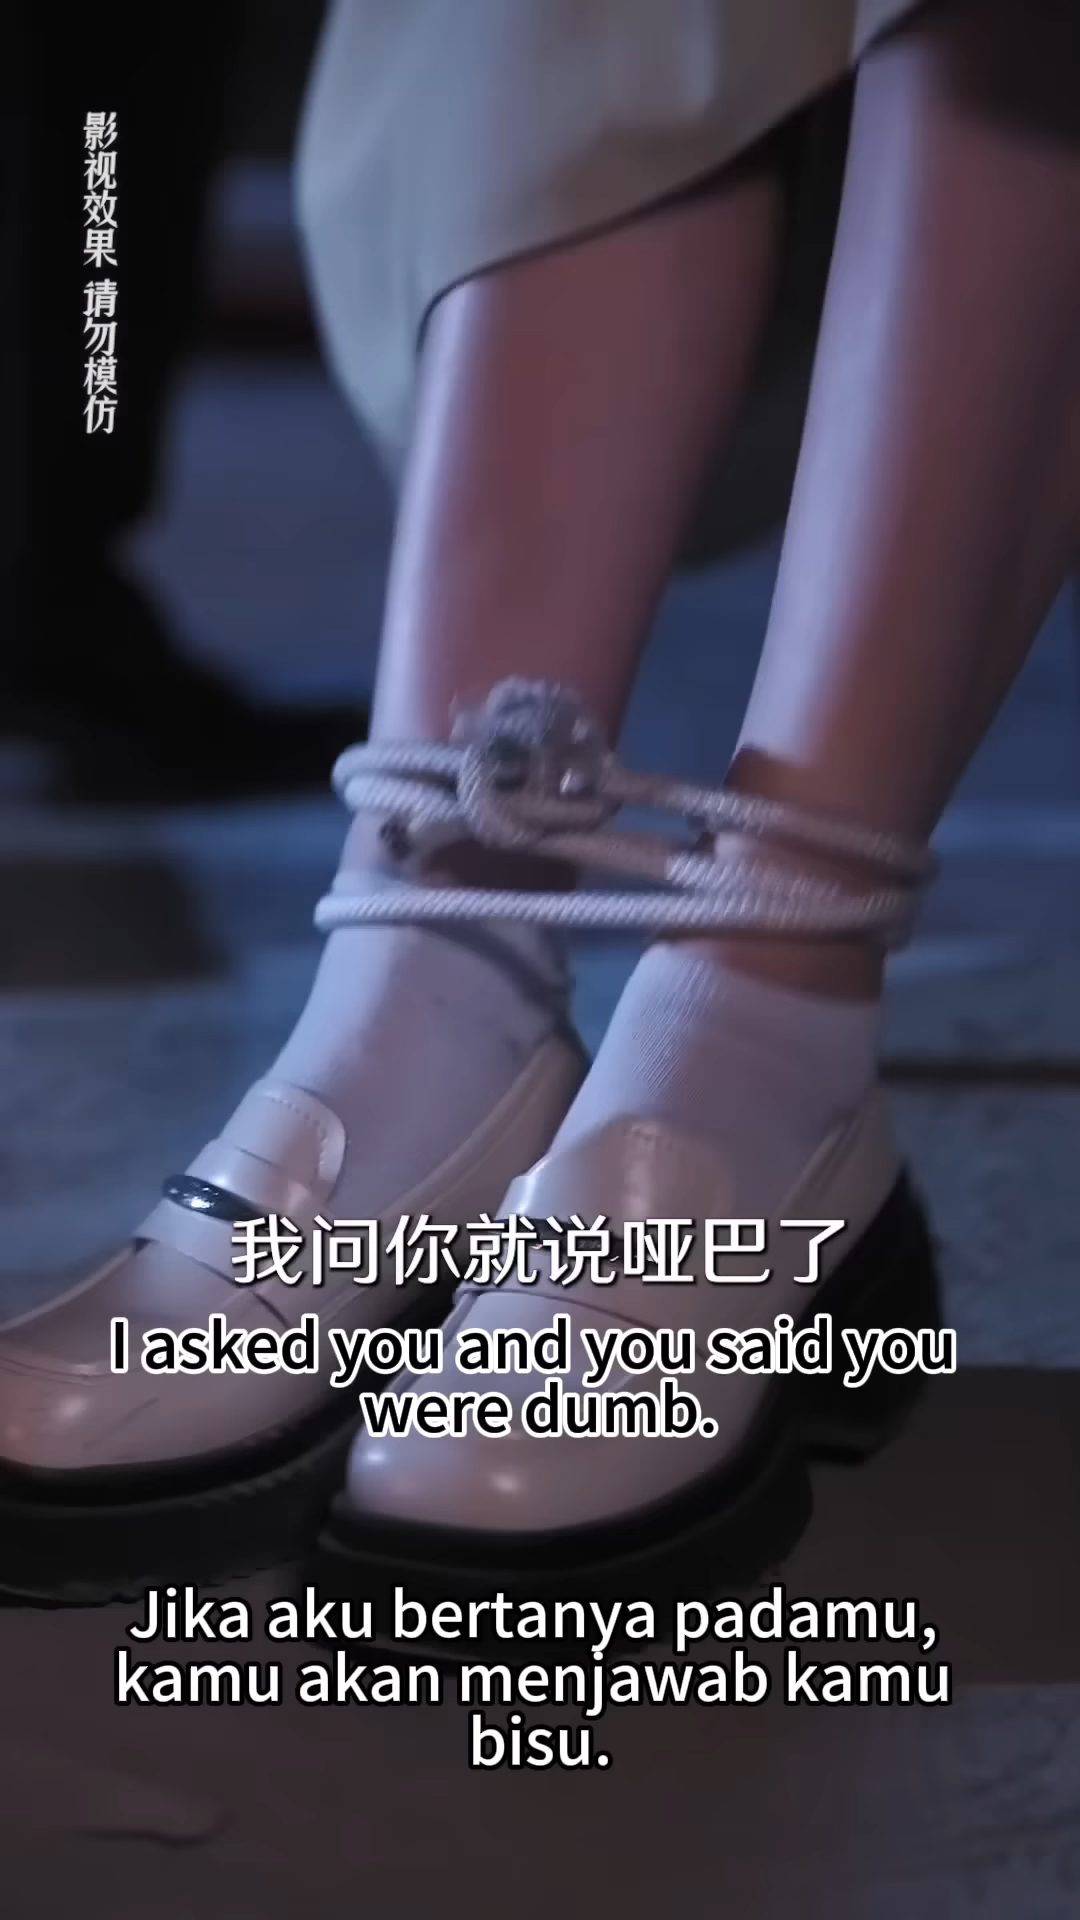 影视效果 请勿模仿
我问你就说哑巴了
I asked you and you said you
were dumb.
Jika aku bertanya padamu,
kamu akan menjawab kamu
bisu.